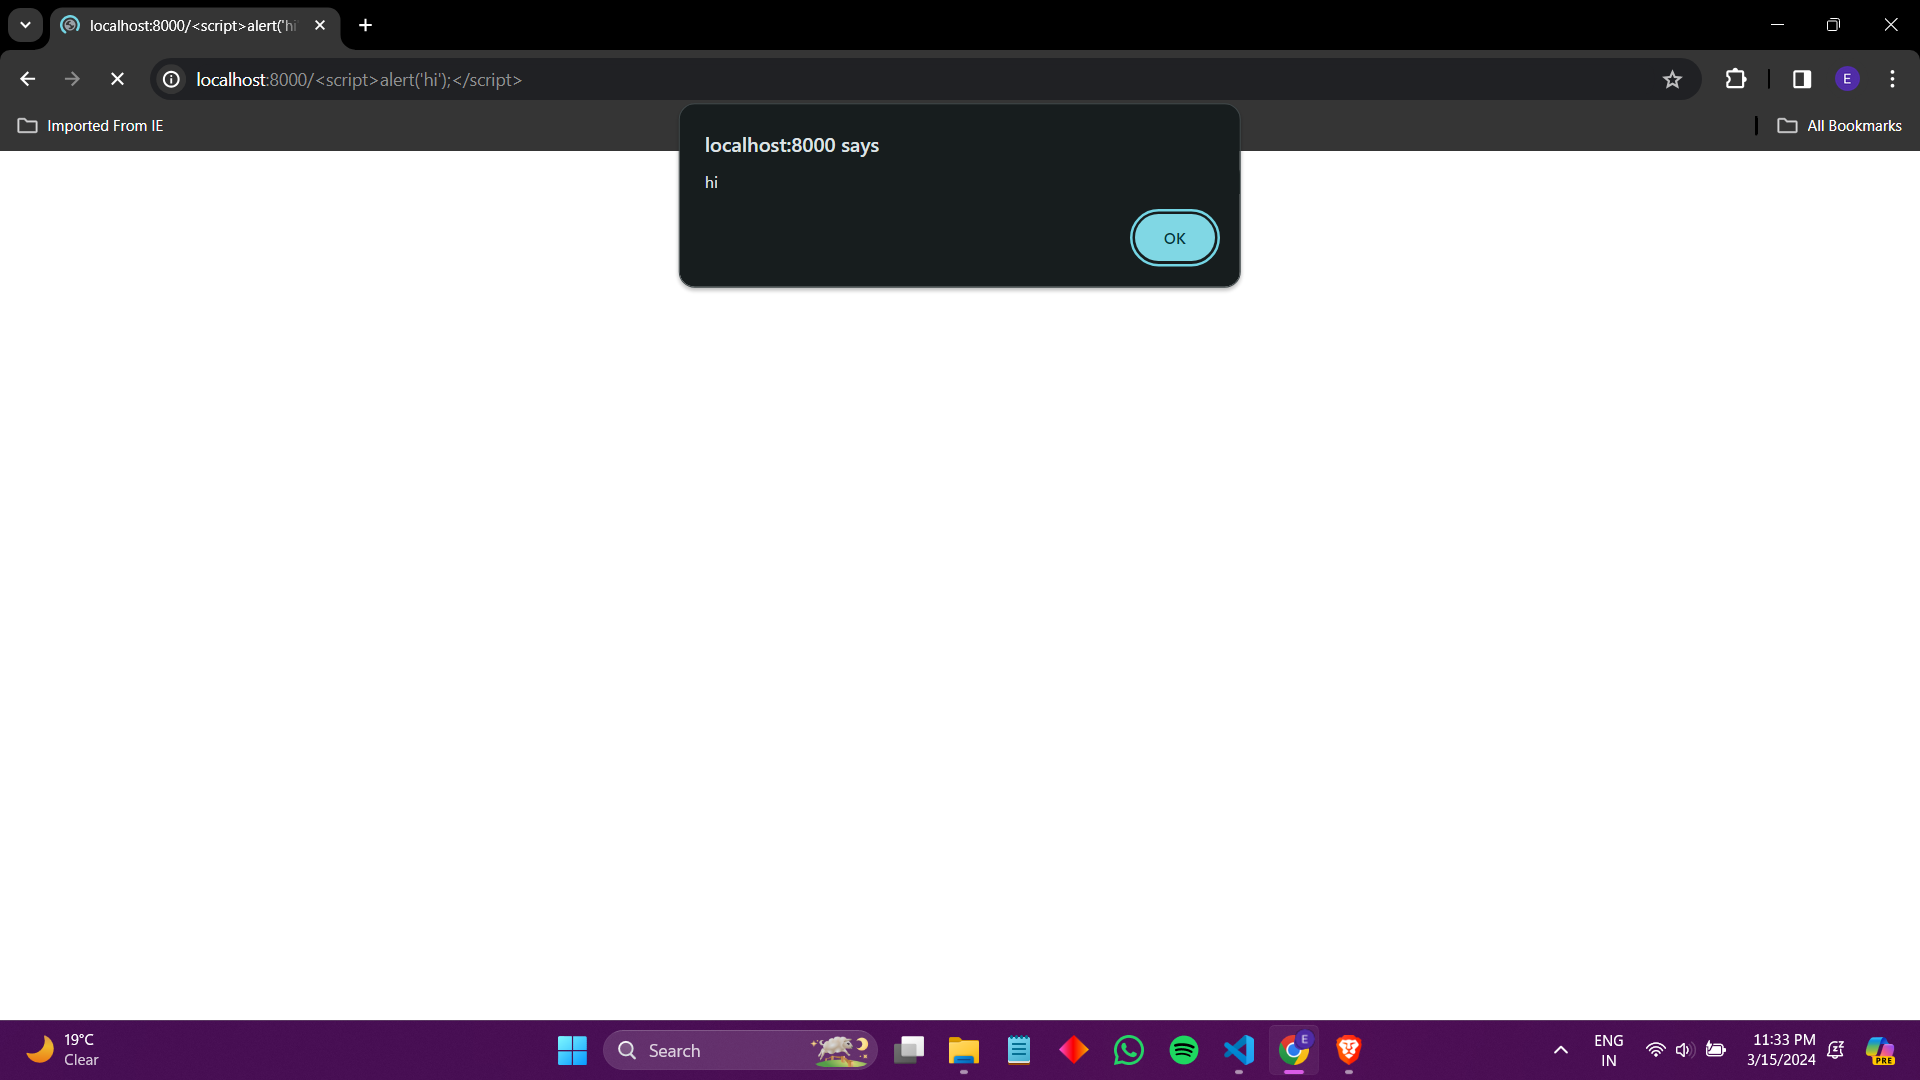 localhost:8000/<script>alert('hi'
localhost:8000/<script>alert('hi');</script>
E
Imported From IE
All Bookmarks
localhost:8000 says
hi
OK
19°C
Clear
Search
E
ENG
IN
11:33 PM
3/15/2024
PRE